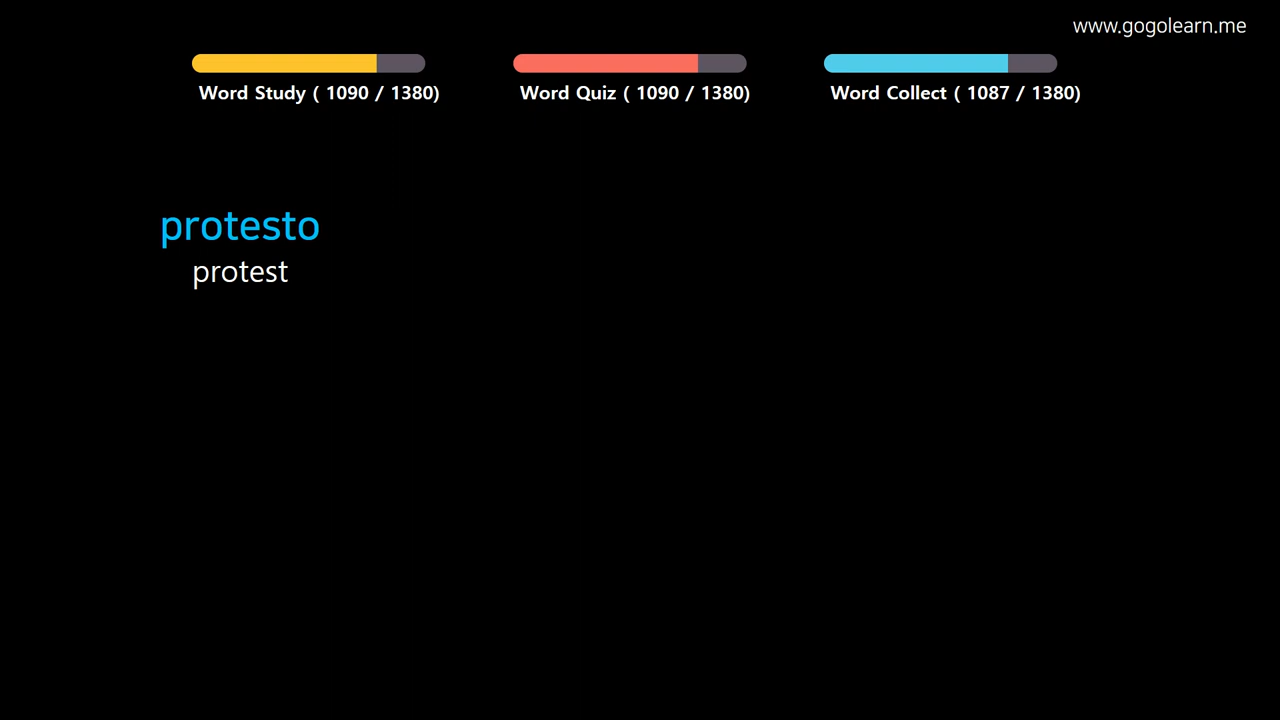 www.gogolearn.me
Word Study ( 1090 / 1380)
Word Quiz ( 1090 / 1380)
Word Collect ( 1087 / 1380)
protesto
protest